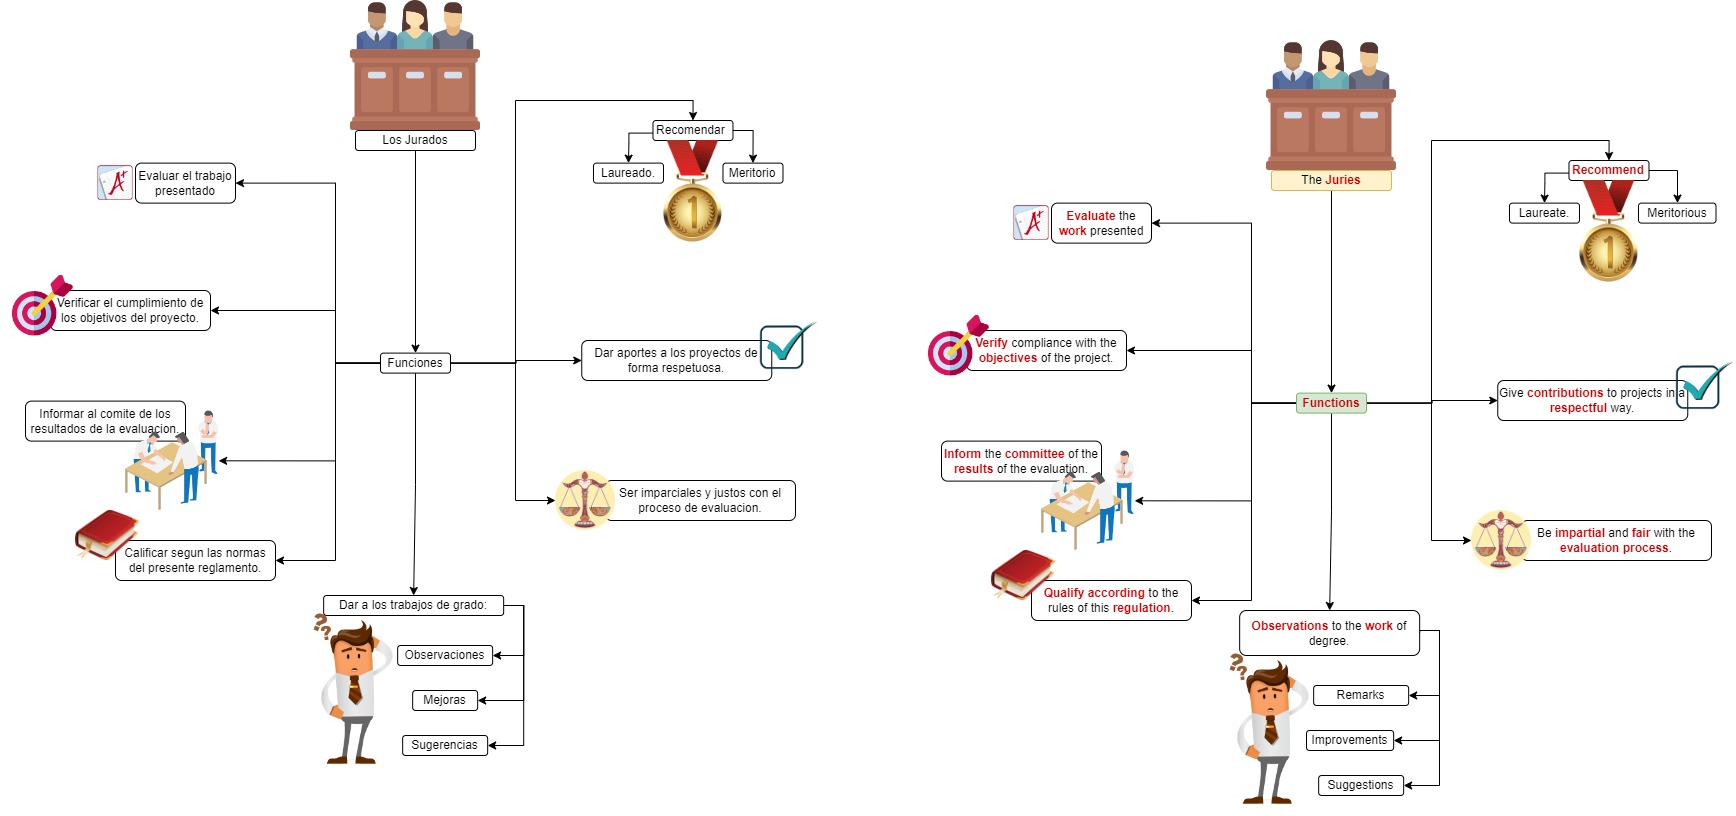 Los Jurados
Recomendar
Laureado.
Meritorio
Evaluar el trabajo
presentado
Verificar el cumplimiento de
los objetivos del proyecto.
Funciones
Dar aportes a los proyectos de
forma respetuosa.
Informar al comite de los
resultados de la evaluacion.
Ser imparciales y justos con el
proceso de evaluacion.
Calificar segun las normas
del presente reglamento.
Dar a los trabajos de grado:
??
Observaciones
Mejoras
Sugerencias
A+
1
The Juries
Recommend
Laureate.
Meritorious
Evaluate the
work presented
Verify compliance with the
objectives of the project.
Functions
Give contributions to projects in a
respectful way.
Inform the committee of the
results of the evaluation.
Be impartial and fair with the
evaluation process.
Qualify according to the
rules of this regulation.
Observations to the work of
degree.
??
Remarks
Improvements
Suggestions
A+
1